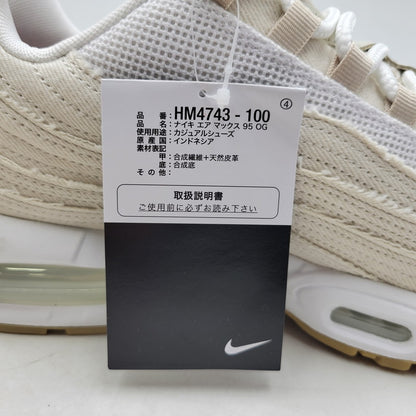 ④
品 番: HM4743 - 100
品 名: ナイキ エア マックス 95 OG
使用用途: カジュアルシューズ
原 産 国: インドネシア
素材表記
甲: 合成繊維+天然皮革
底: 合成底
そ の 他:
取扱説明書
ご使用前に必ずお読み下さい